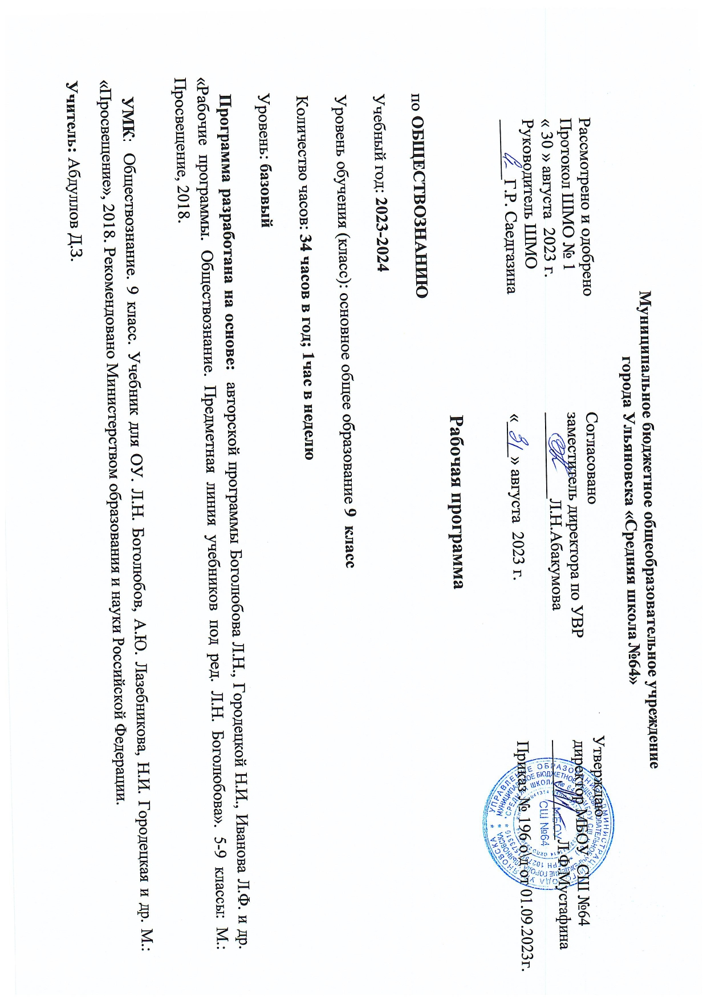 Муниципальное бюджетное общеобразовательное учреждение
города Ульяновска «Средняя школа №64»
Рассмотрено и одобрено
Протокол ШМО № 1
« 30 » августа 2023 г.
Руководитель ШМО
Г.Р. Саедгазина
Согласовано
заместитель директора по УВР
Л.Н.Абакумова
« 31 » августа 2023 г.
Утверждаю
директор МБОУ СШ №64
Л.Ф.Мустафина
Приказ № 196 о/д от 01.09.2023г.
МБОУ
СШ №64
Рабочая программа
по ОБЩЕСТВОЗНАНИЮ
Учебный год: 2023-2024
Уровень обучения (класс): основное общее образование 9 класс
Количество часов: 34 часов в год; 1час в неделю
Уровень: базовый
Программа разработана на основе: авторской программы Боголюбова Л.Н., Городецкой Н.И., Иванова Л.Ф. и др.
«Рабочие программы. Обществознание. Предметная линия учебников под ред. Л.Н. Боголюбова». 5-9 классы: М.:
Просвещение, 2018.
УМК: Обществознание. 9 класс. Учебник для ОУ. Л.Н. Боголюбов, А.Ю. Лазебникова, Н.И. Городецкая и др. М.:
«Просвещение», 2018. Рекомендовано Министерством образования и науки Российской Федерации.
Учитель: Абдуллов Д.З.